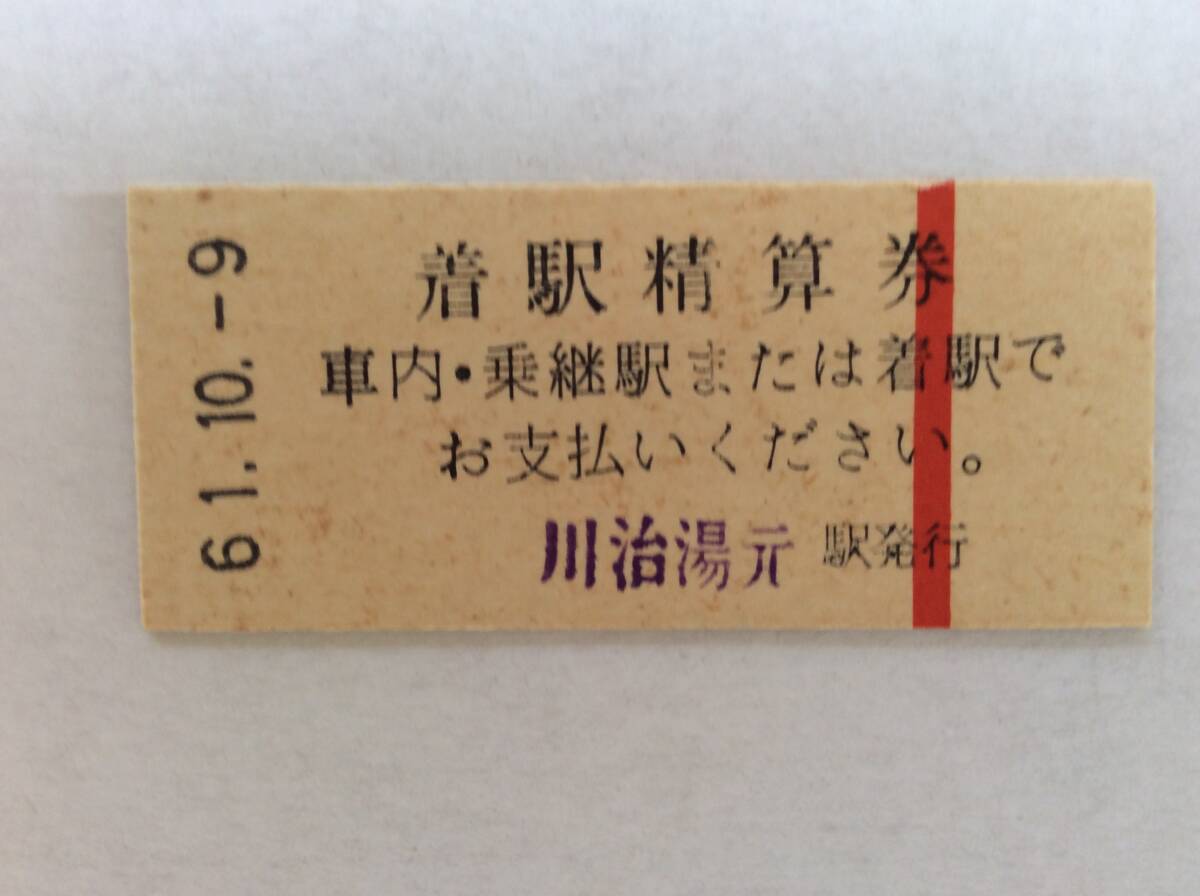 61.10.-9
着駅精算券
車内・乗継駅または着駅で
お支払いください。
川治湯元 駅発行